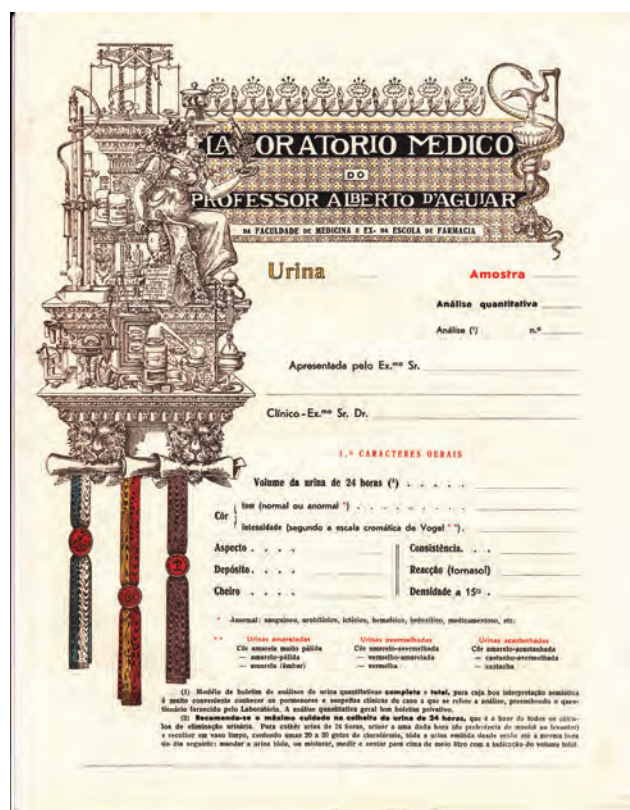 LABORATORIO MEDICO
DO
PROFESSOR ALBERTO D'AGUIAR
DA FACULDADE DE MEDICINA E EX- DA ESCOLA DE FARMACIA
Urina
Amostra
Análise quantitativa
Análise (¹) n.º
Apresentada pelo Ex.ᵐᵒ Sr.
Clínico - Ex.ᵐᵒ Sr. Dr.
1.º CARACTERES GERAIS
Volume da urina de 24 horas (²) . . . . .
Côr { tom (normal ou anormal *) . . . . . . . . .
intensidade (segundo a escala cromática de Vogel * *).
Aspecto . . . . Consistência. . .
Depósito. . . . Reacção (tornasol)
Cheiro . . . . Densidade a 15º .
* Anormal: sanguíneo, urobilínico, ictérico, hemafeico, medicamentoso, etc.
** Urinas amareladas Urinas avermelhadas Urinas acastanhadas
Côr amarela muito pálida Côr amarelo-avermelhada Côr amarelo-acastanhada
— amarelo-pálida — vermelho-amarelada — castanho-avermelhada
— amarela (âmbar) — vermelha — castanha
(1) Modêlo de boletim de análises de urina quantitativas completa e total, para cuja boa interpretação semiótica
é muito conveniente conhecer os pormenores e suspeitas clínicas do caso a que se refere a análise, preenchendo o ques-
tionário fornecido pelo Laboratório. A análise quantitativa geral tem boletim privativo.
(2) Recomenda-se o máximo cuidado na colheita da urina de 24 horas, que é a base de todos os cálcu-
los de eliminação urinária. Para colhêr urina de 24 horas, urinar a uma dada hora (de preferência de manhã ao levantar)
e recolher em vaso limpo, contendo umas 20 a 30 gotas de clorofórmio, tôda a urina emitida desde então até à mesma hora
do dia seguinte: mandar a urina tôda, ou misturar, medir e enviar para cima de meio litro com a indicação do volume total.